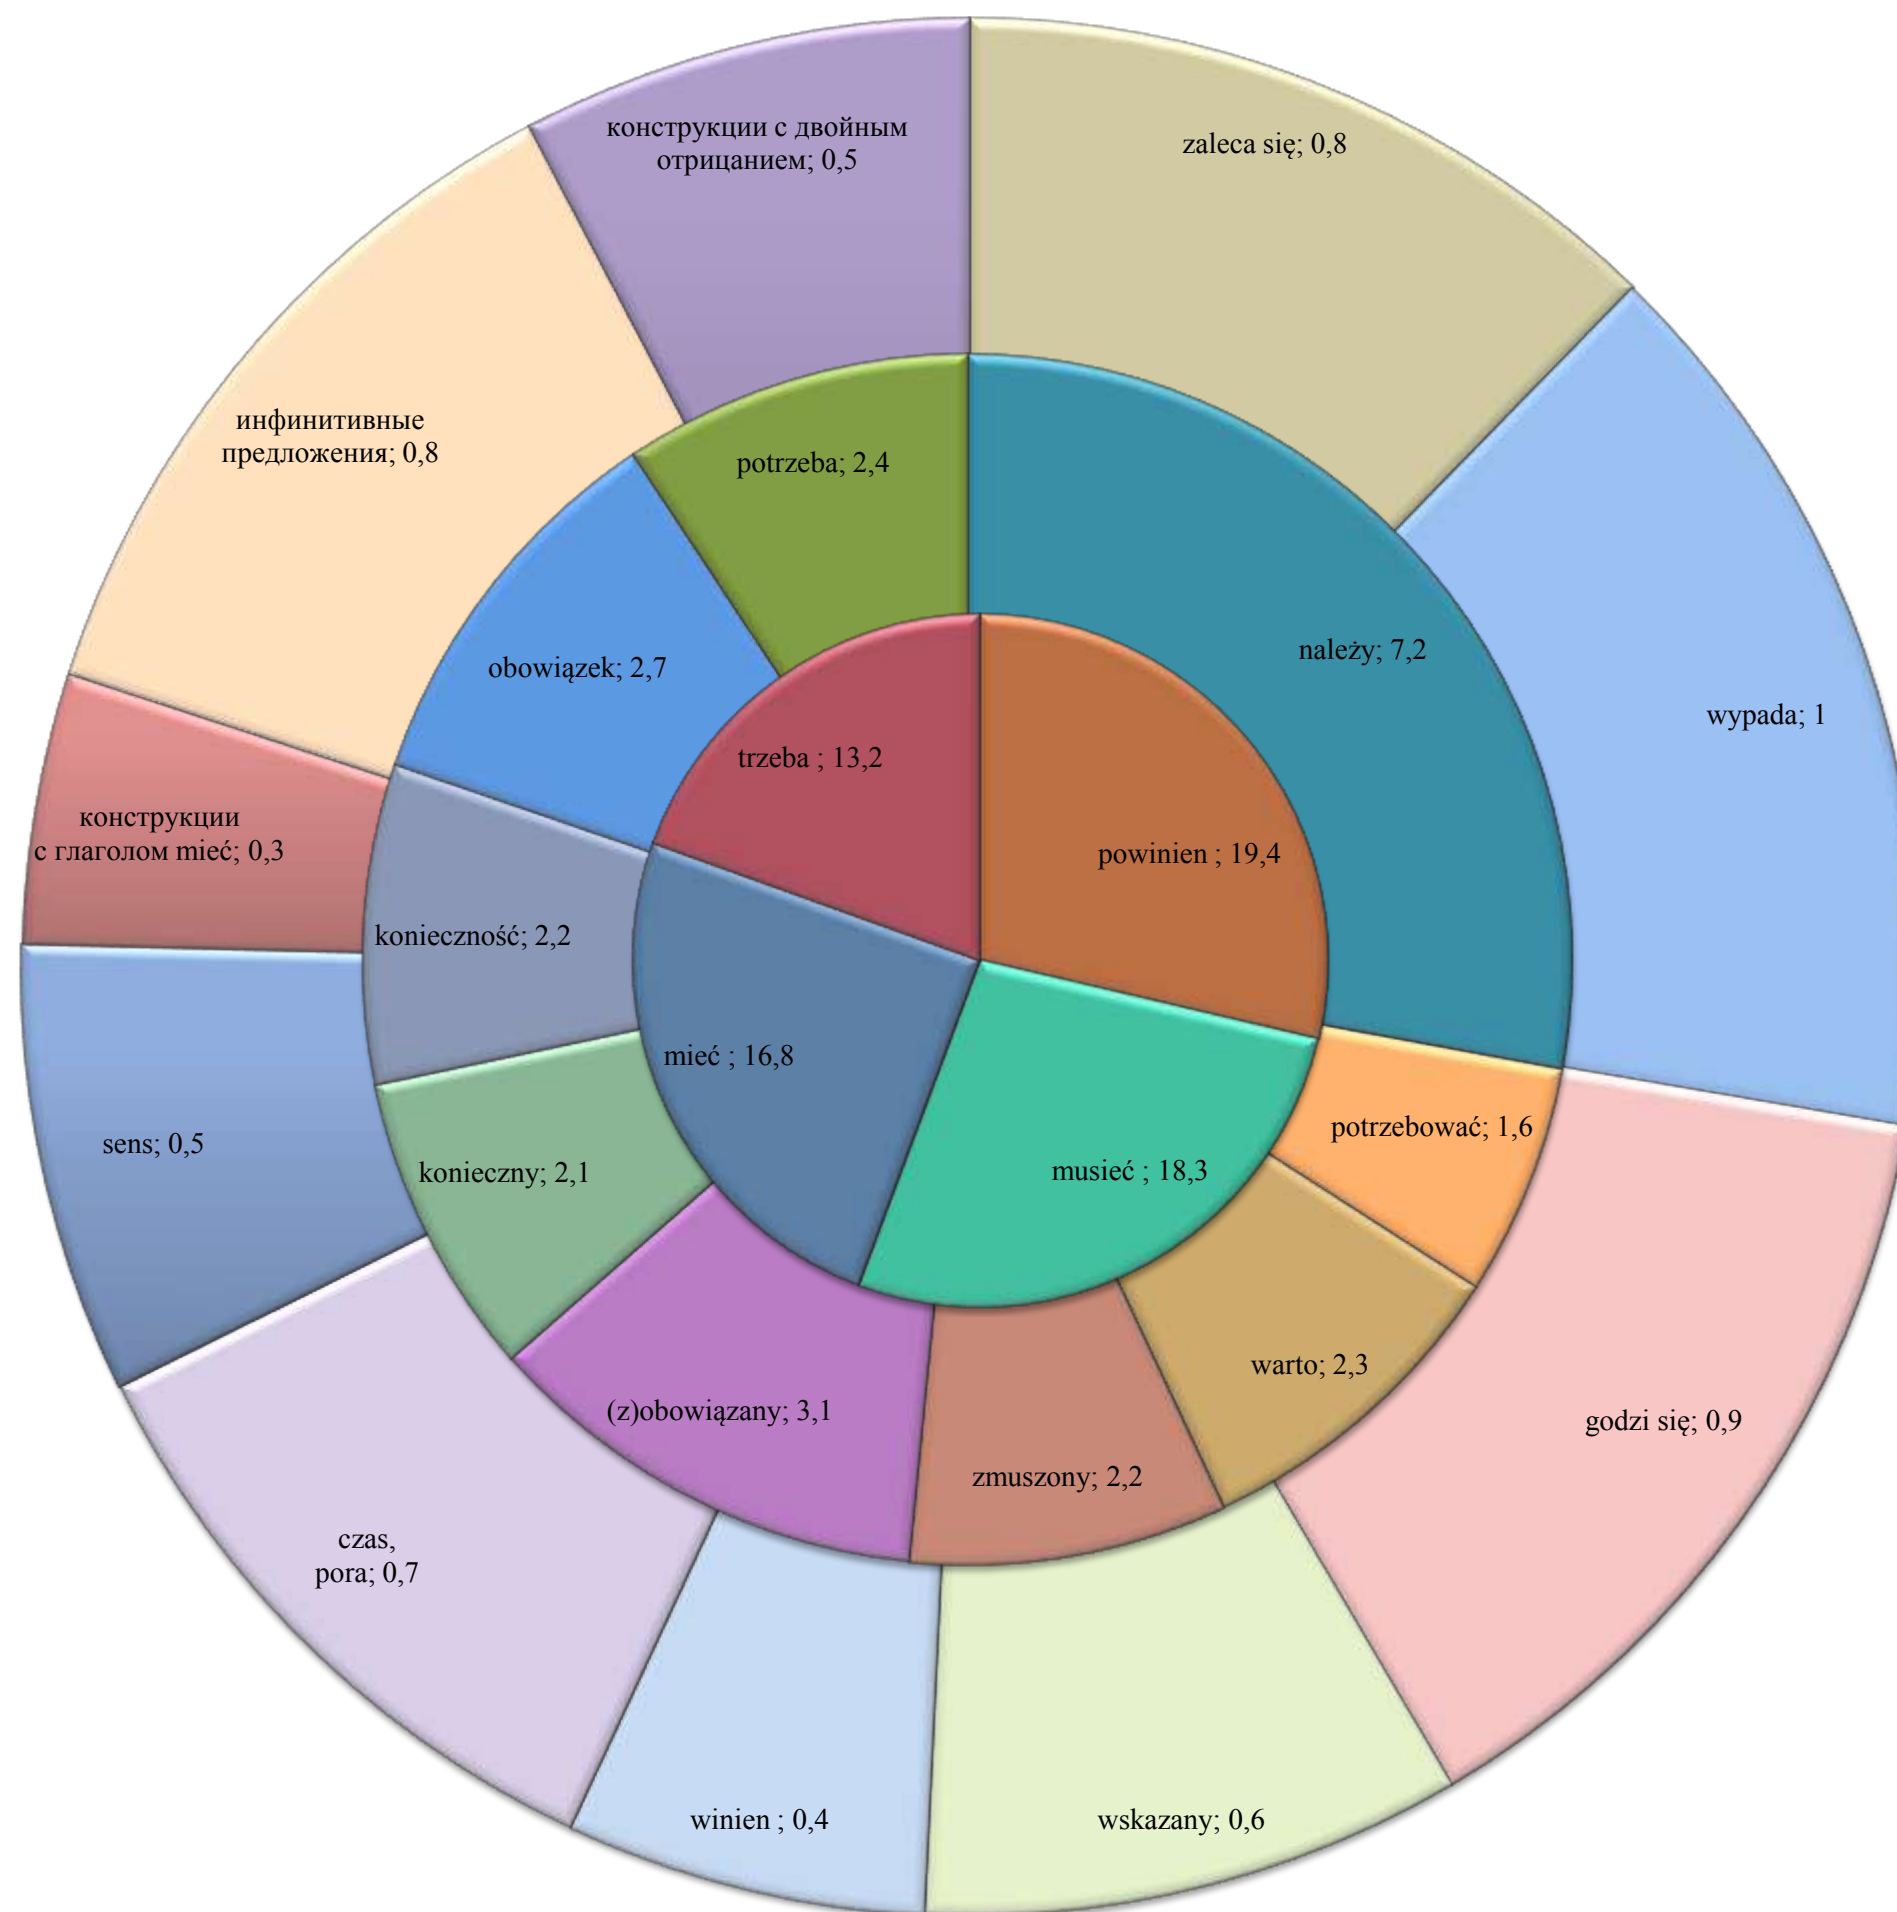 конструкции с двойным
отрицанием; 0,5
zaleca się; 0,8
инфинитивные
предложения; 0,8
potrzeba; 2,4
należy; 7,2
obowiązek; 2,7
wypada; 1
trzeba ; 13,2
конструкции
с глаголом mieć; 0,3
powinien ; 19,4
konieczność; 2,2
mieć ; 16,8
sens; 0,5
konieczny; 2,1
musieć ; 18,3
potrzebować; 1,6
warto; 2,3
(z)obowiązany; 3,1
godzi się; 0,9
zmuszony; 2,2
czas,
pora; 0,7
winien ; 0,4
wskazany; 0,6